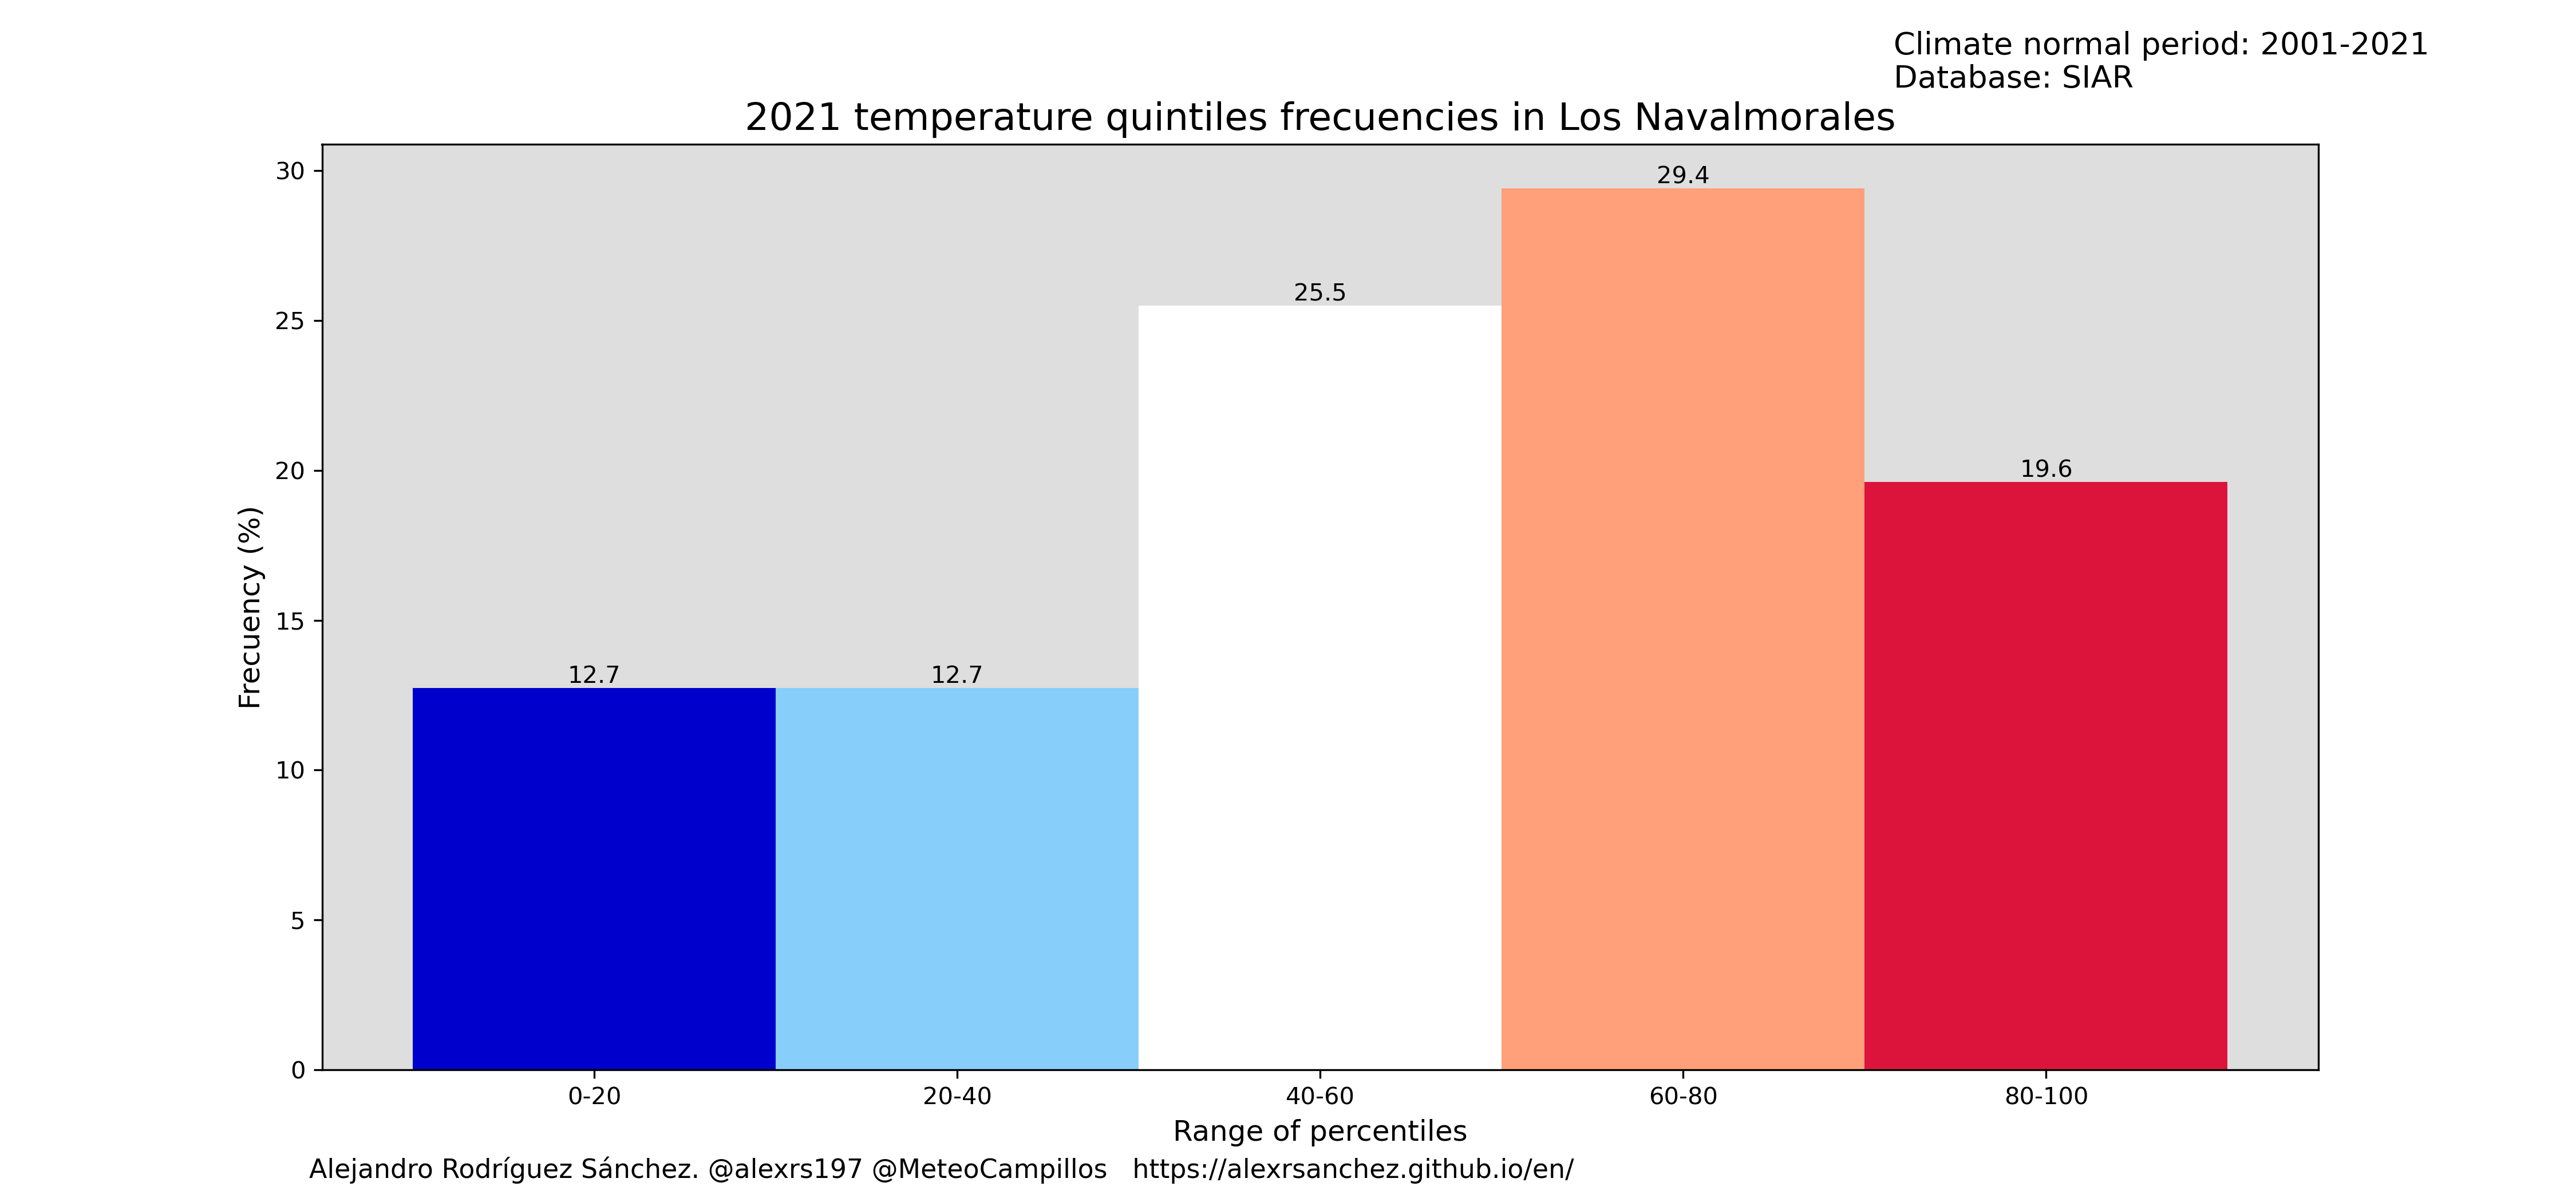 Climate normal period: 2001-2021
Database: SIAR
2021 temperature quintiles frecuencies in Los Navalmorales
30
25
20
15
10
5
0
Frecuency (%)
12.7
12.7
25.5
29.4
19.6
0-20
20-40
40-60
60-80
80-100
Range of percentiles
Alejandro Rodríguez Sánchez. @alexrs197 @MeteoCampillos   https://alexrsanchez.github.io/en/